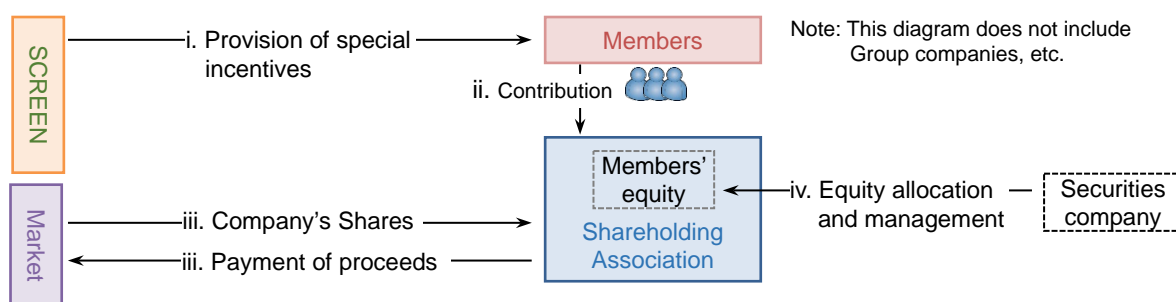 SCREEN
i. Provision of special
incentives
Members
Note: This diagram does not include
Group companies, etc.
ii. Contribution
Members’
equity
Shareholding
Association
iv. Equity allocation
and management
Securities
company
Market
iii. Company’s Shares
iii. Payment of proceeds